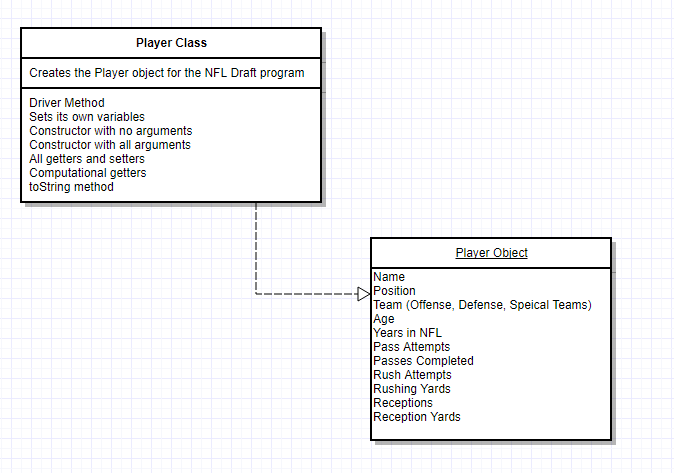 Player Class
Creates the Player object for the NFL Draft program
Driver Method
Sets its own variables
Constructor with no arguments
Constructor with all arguments
All getters and setters
Computational getters
toString method
Player Object
Name
Position
Team (Offense, Defense, Speical Teams)
Age
Years in NFL
Pass Attempts
Passes Completed
Rush Attempts
Rushing Yards
Receptions
Reception Yards